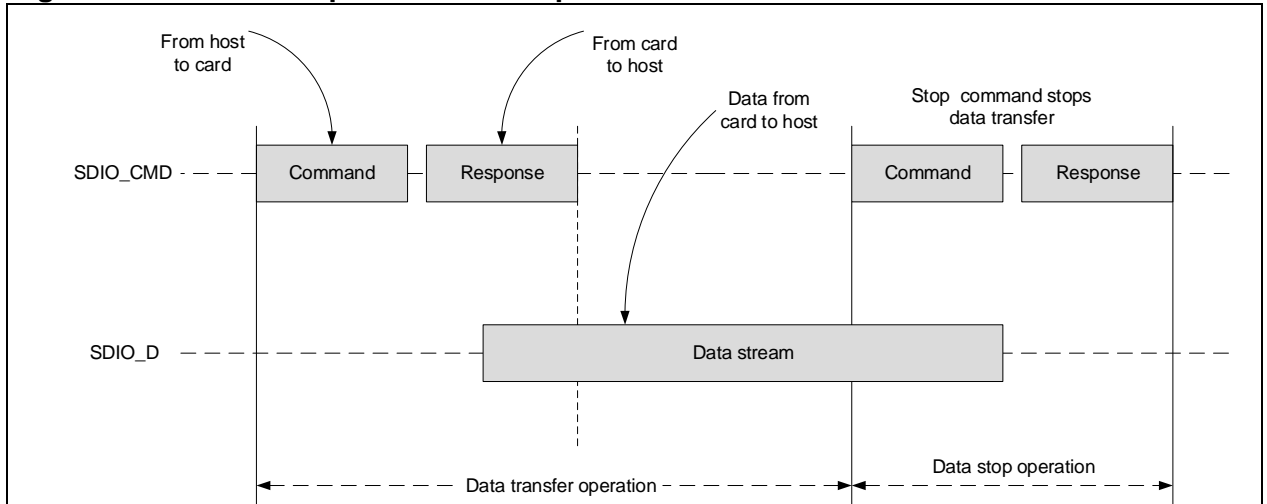 From host
to card
From card
to host
Data from
card to host
Stop command stops
data transfer
SDIO_CMD
Command
Response
Command
Response
SDIO_D
Data stream
Data transfer operation
Data stop operation